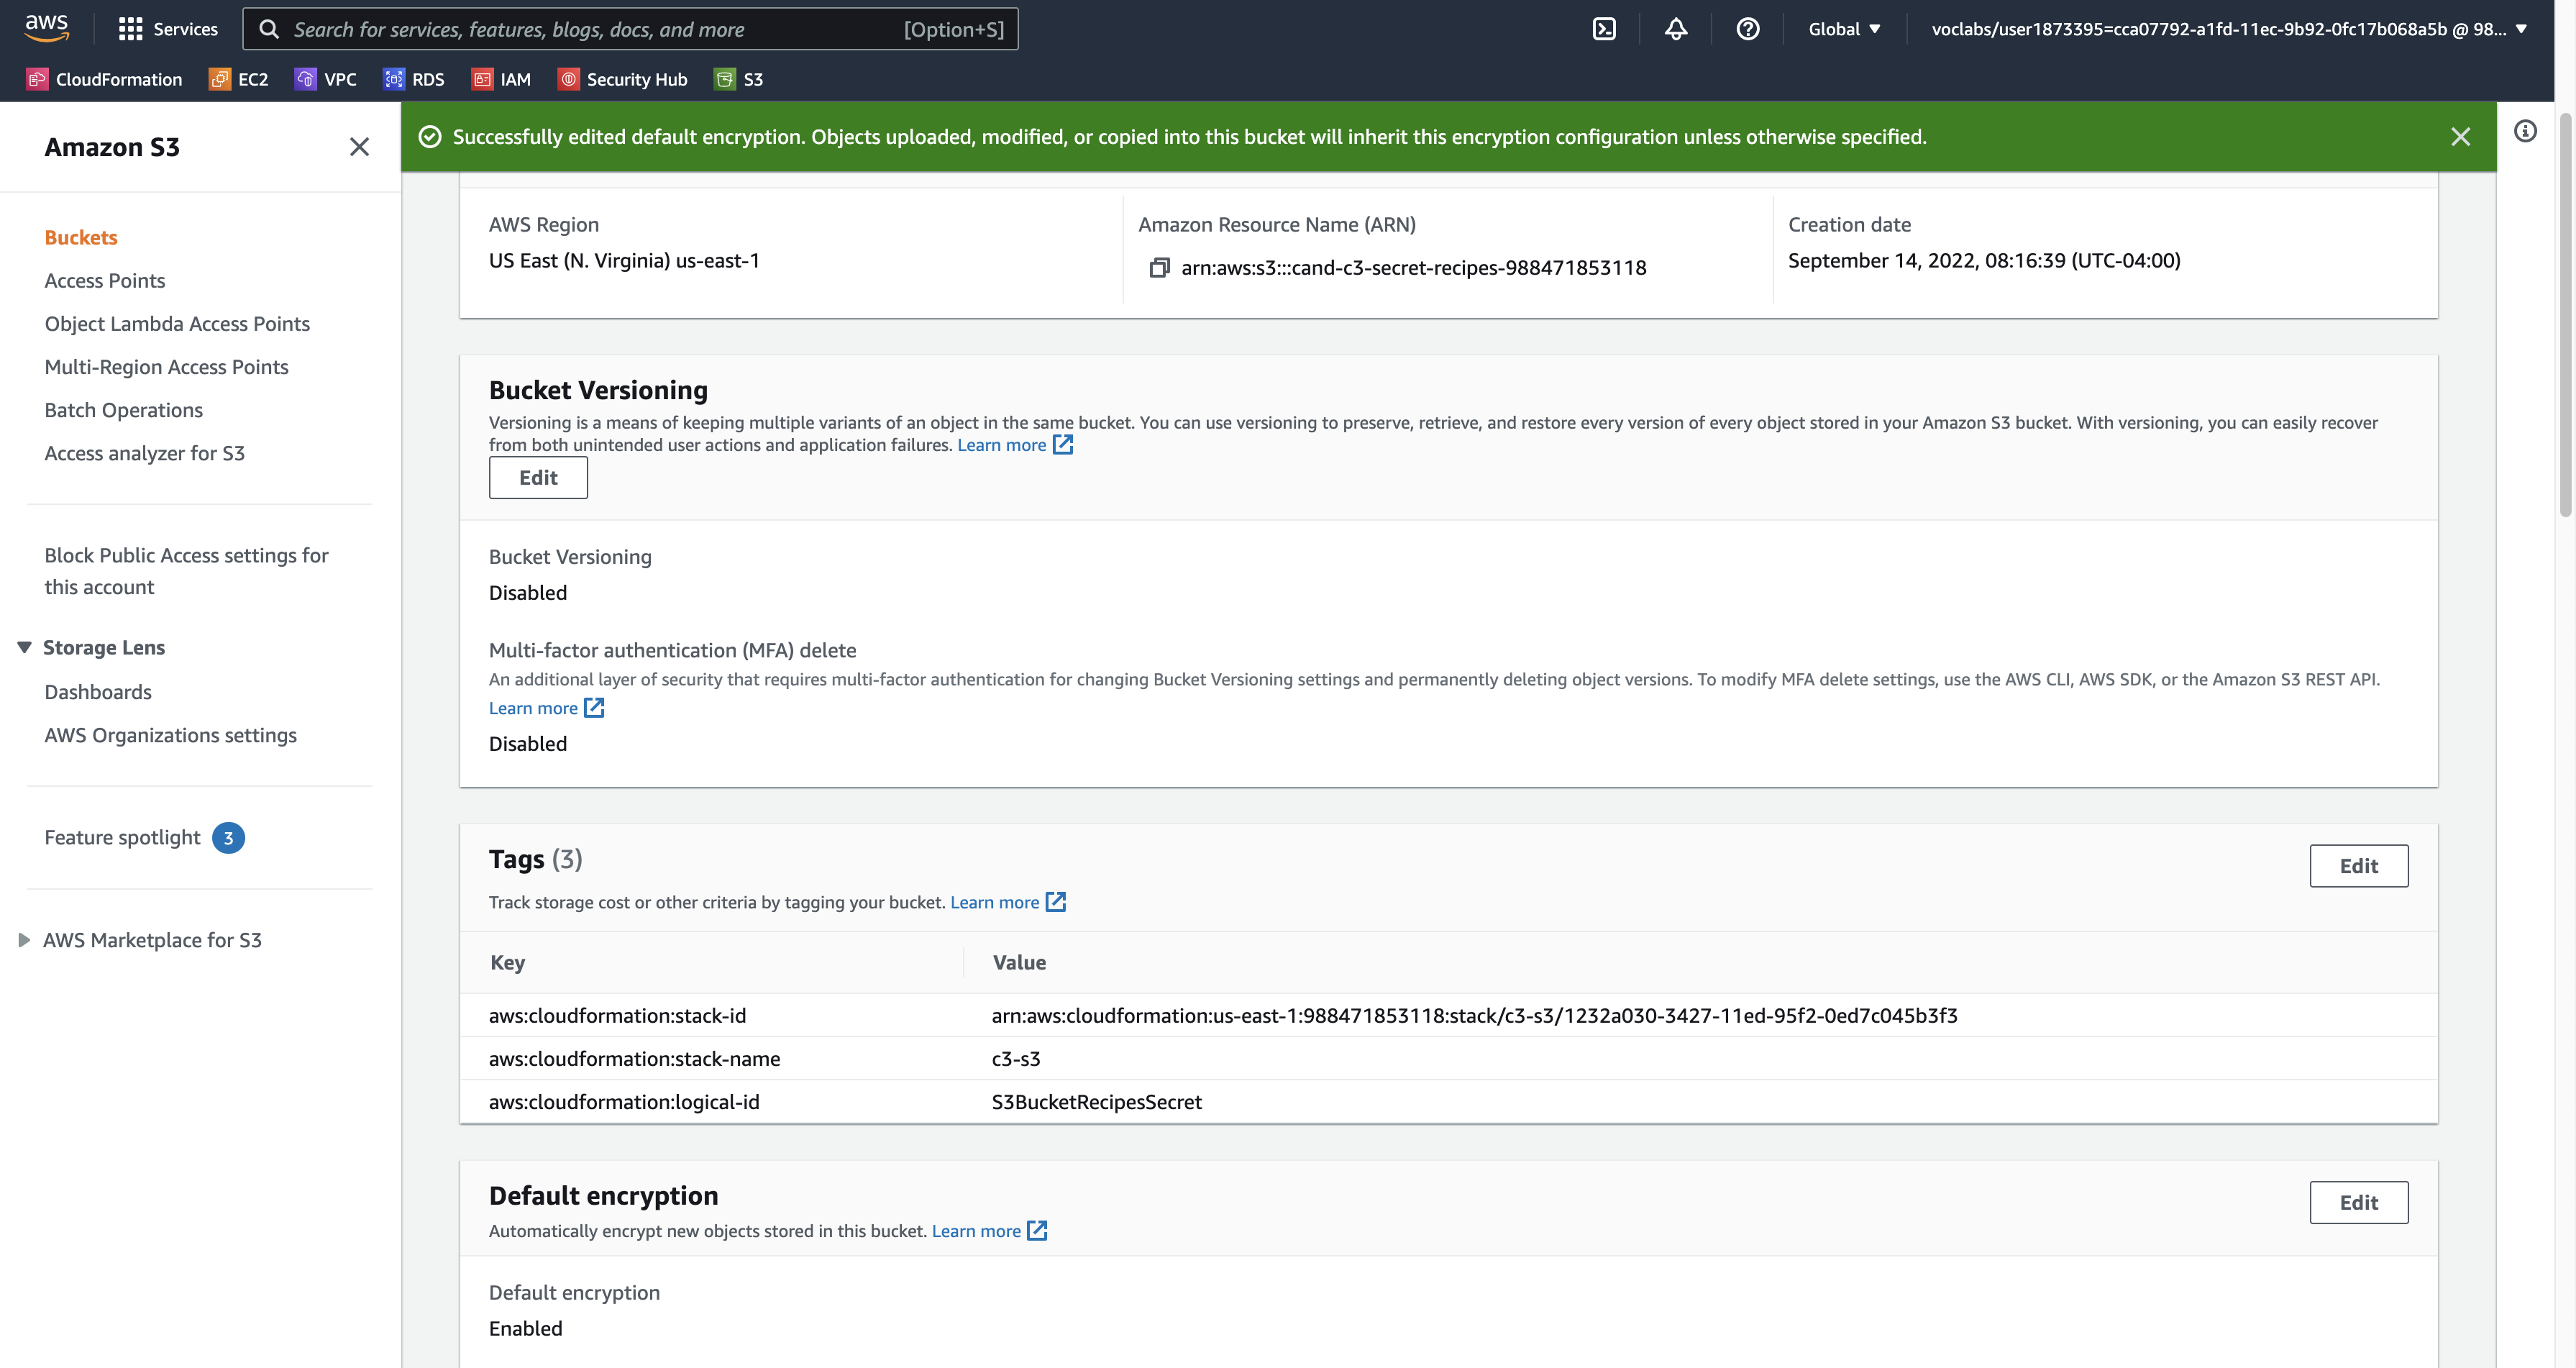 aws
Services
Search for services, features, blogs, docs, and more
[Option+S]
Global
voclabs/user1873395=cca07792-a1fd-11ec-9b92-0fc17b068a5b @ 98...
CloudFormation
EC2
VPC
RDS
IAM
Security Hub
S3
Amazon S3
Buckets
Access Points
Object Lambda Access Points
Multi-Region Access Points
Batch Operations
Access analyzer for S3
Block Public Access settings for
this account
Storage Lens
Dashboards
AWS Organizations settings
Feature spotlight 3
AWS Marketplace for S3
Successfully edited default encryption. Objects uploaded, modified, or copied into this bucket will inherit this encryption configuration unless otherwise specified.
AWS Region
US East (N. Virginia) us-east-1
Amazon Resource Name (ARN)
arn:aws:s3:::cand-c3-secret-recipes-988471853118
Creation date
September 14, 2022, 08:16:39 (UTC-04:00)
Bucket Versioning
Versioning is a means of keeping multiple variants of an object in the same bucket. You can use versioning to preserve, retrieve, and restore every version of every object stored in your Amazon S3 bucket. With versioning, you can easily recover
from both unintended user actions and application failures. Learn more
Edit
Bucket Versioning
Disabled
Multi-factor authentication (MFA) delete
An additional layer of security that requires multi-factor authentication for changing Bucket Versioning settings and permanently deleting object versions. To modify MFA delete settings, use the AWS CLI, AWS SDK, or the Amazon S3 REST API.
Learn more
Disabled
Tags (3)
Edit
Track storage cost or other criteria by tagging your bucket. Learn more
Key Value
aws:cloudformation:stack-id arn:aws:cloudformation:us-east-1:988471853118:stack/c3-s3/1232a030-3427-11ed-95f2-0ed7c045b3f3
aws:cloudformation:stack-name c3-s3
aws:cloudformation:logical-id S3BucketRecipesSecret
Default encryption
Edit
Automatically encrypt new objects stored in this bucket. Learn more
Default encryption
Enabled